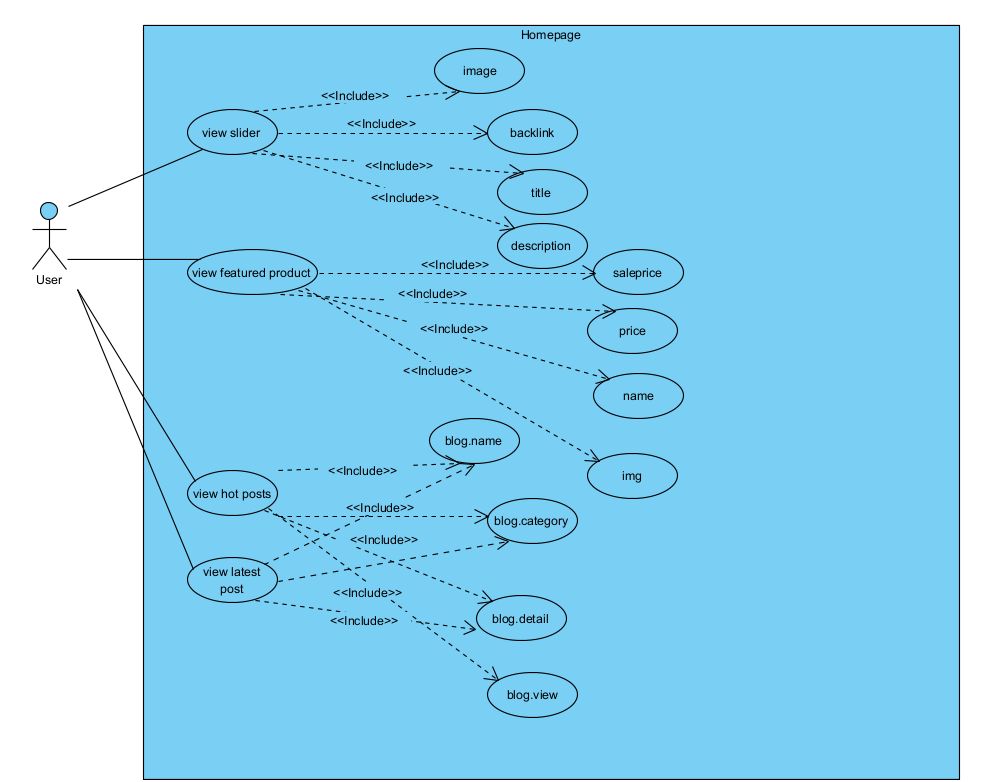 Homepage
image
<<Include>>
<<Include>>
view slider
backlink
<<Include>>
title
<<Include>>
description
User
<<Include>>
view featured product
saleprice
<<Include>>
price
<<Include>>
<<Include>>
name
blog.name
<<Include>>
img
view hot posts
<<Include>>
blog.category
<<Include>>
view latest
post
<<Include>>
<<Include>>
blog.detail
blog.view